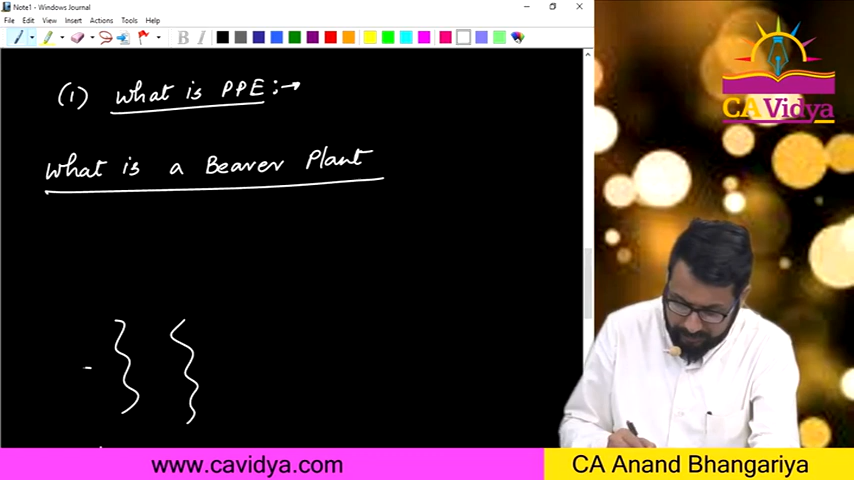 Note1 - Windows Journal
File Edit View Insert Actions Tools Help
B I
(1) What is PPE :→
What is a Bearer Plant
CA Vidya
www.cavidya.com
CA Anand Bhangariya